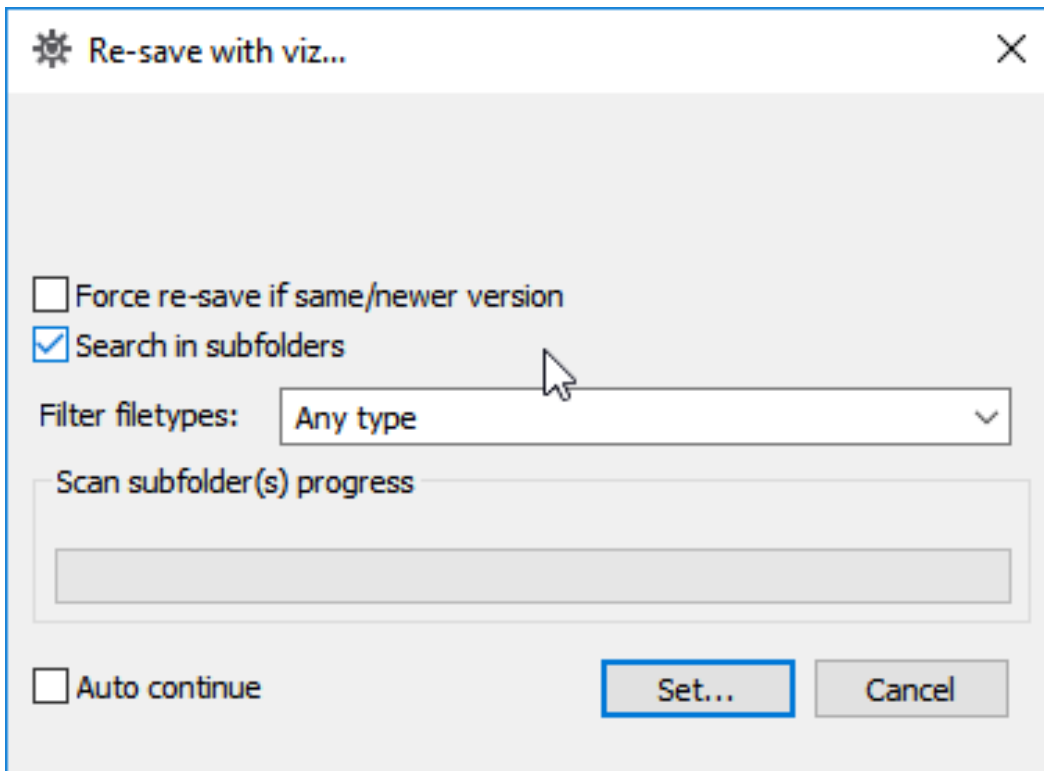 Re-save with viz...
Force re-save if same/newer version
Search in subfolders
Filter filetypes: Any type
Scan subfolder(s) progress
Auto continue Set... Cancel